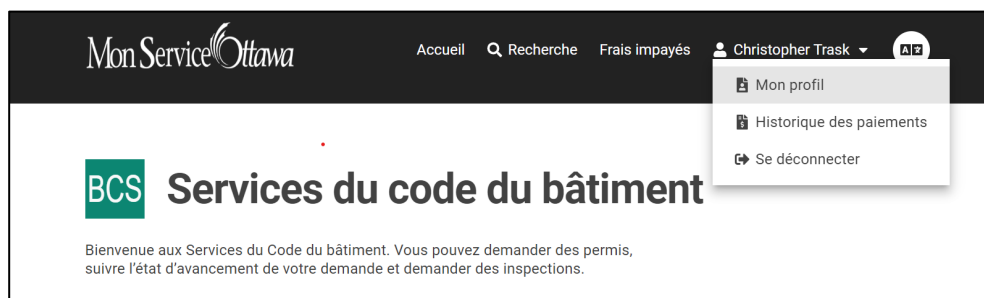 Mon Service Ottawa
Accueil Recherche Frais impayés Christopher Trask
Mon profil
Historique des paiements
Se déconnecter
BCS Services du code du bâtiment
Bienvenue aux Services du Code du bâtiment. Vous pouvez demander des permis,
suivre l'état d'avancement de votre demande et demander des inspections.